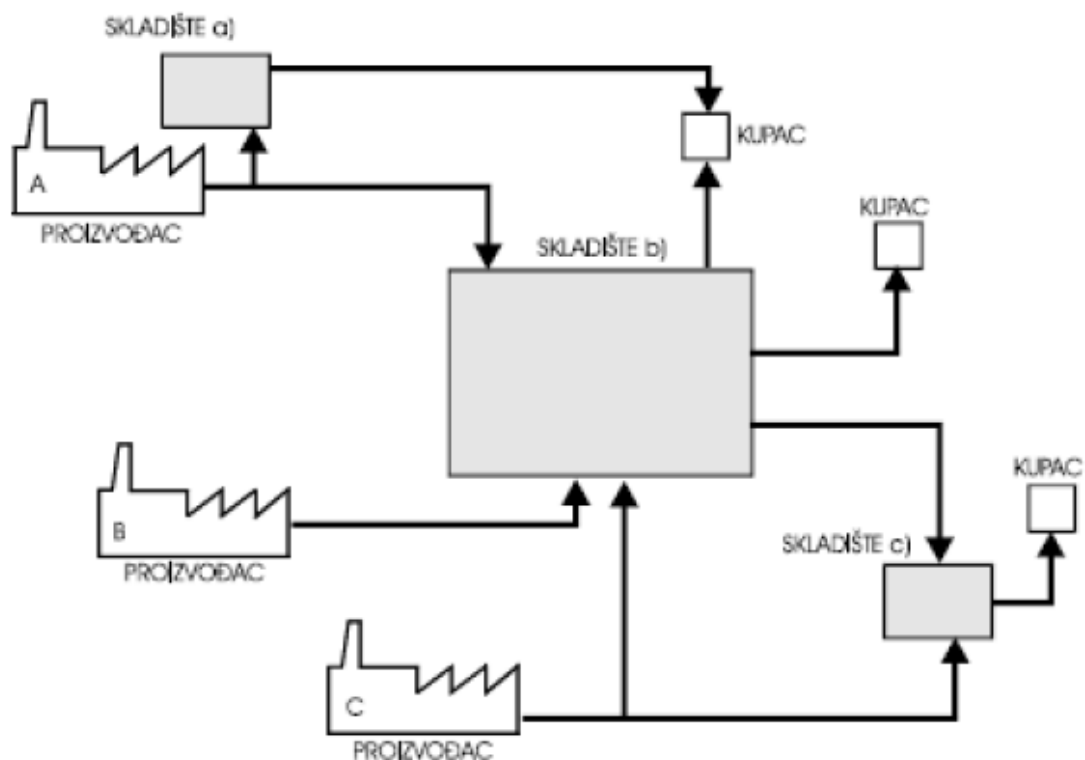 SKLADIŠTE a)
KUPAC
A
PROIZVOĐAC
KUPAC
SKLADIŠTE b)
KUPAC
B
SKLADIŠTE c)
PROIZVOĐAC
C
PROIZVOĐAC